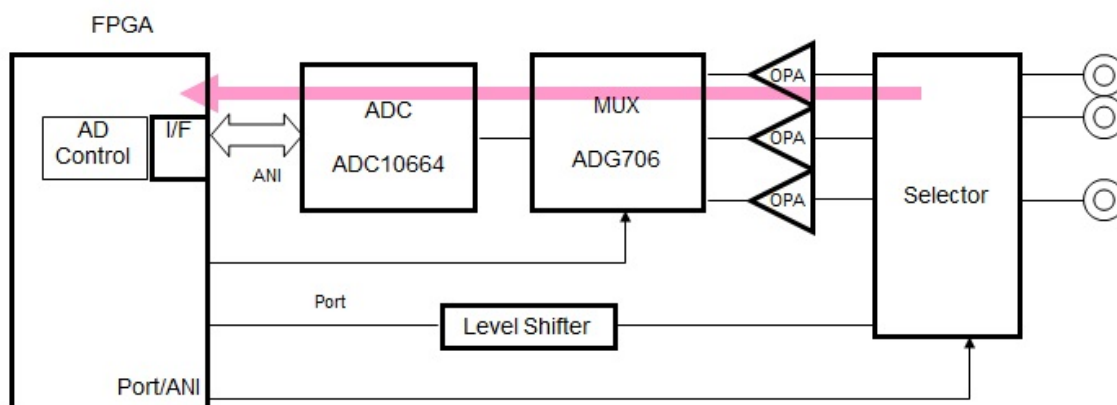 FPGA
AD
Control
I/F
ANI
ADC
ADC10664
MUX
ADG706
OPA
OPA
OPA
Selector
Port
Level Shifter
Port/ANI